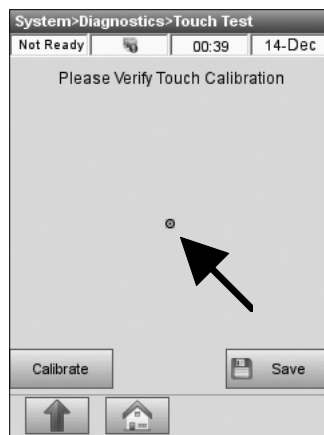 System>Diagnostics>Touch Test
Not Ready 00:39 14-Dec
Please Verify Touch Calibration
Calibrate Save